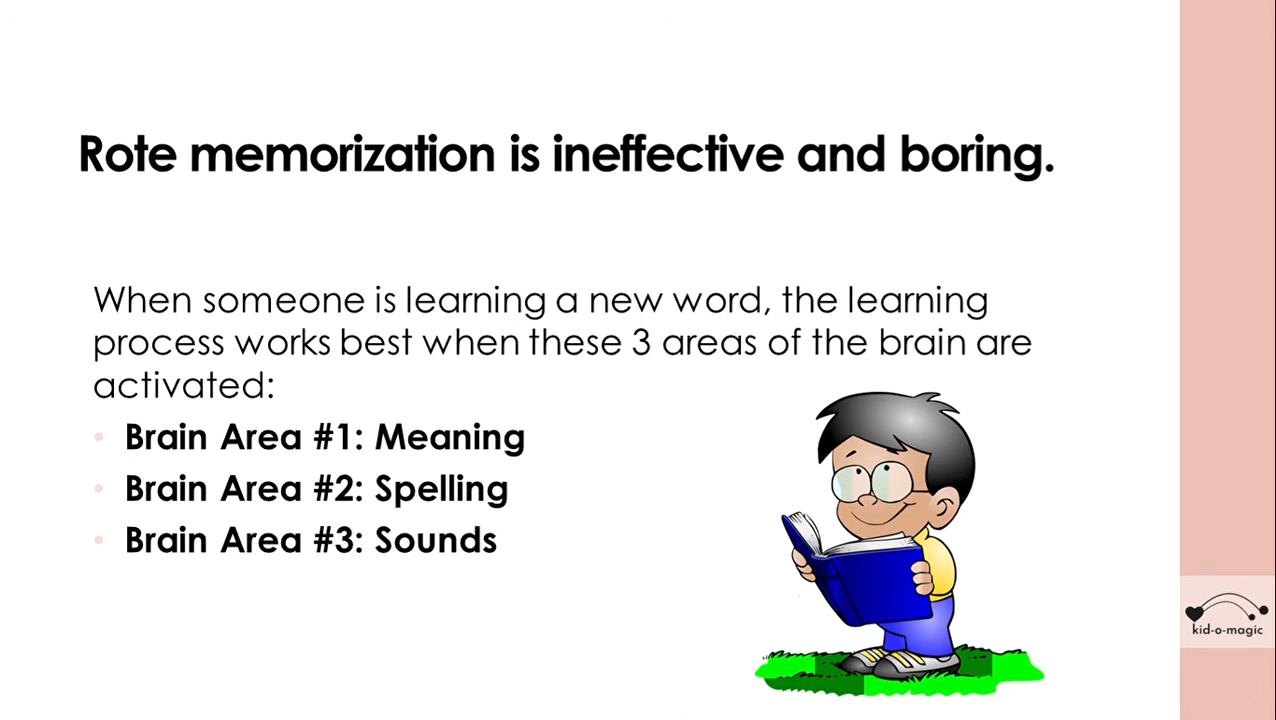 Rote memorization is ineffective and boring.
When someone is learning a new word, the learning
process works best when these 3 areas of the brain are
activated:
• Brain Area #1: Meaning
• Brain Area #2: Spelling
• Brain Area #3: Sounds
kid-o-magic